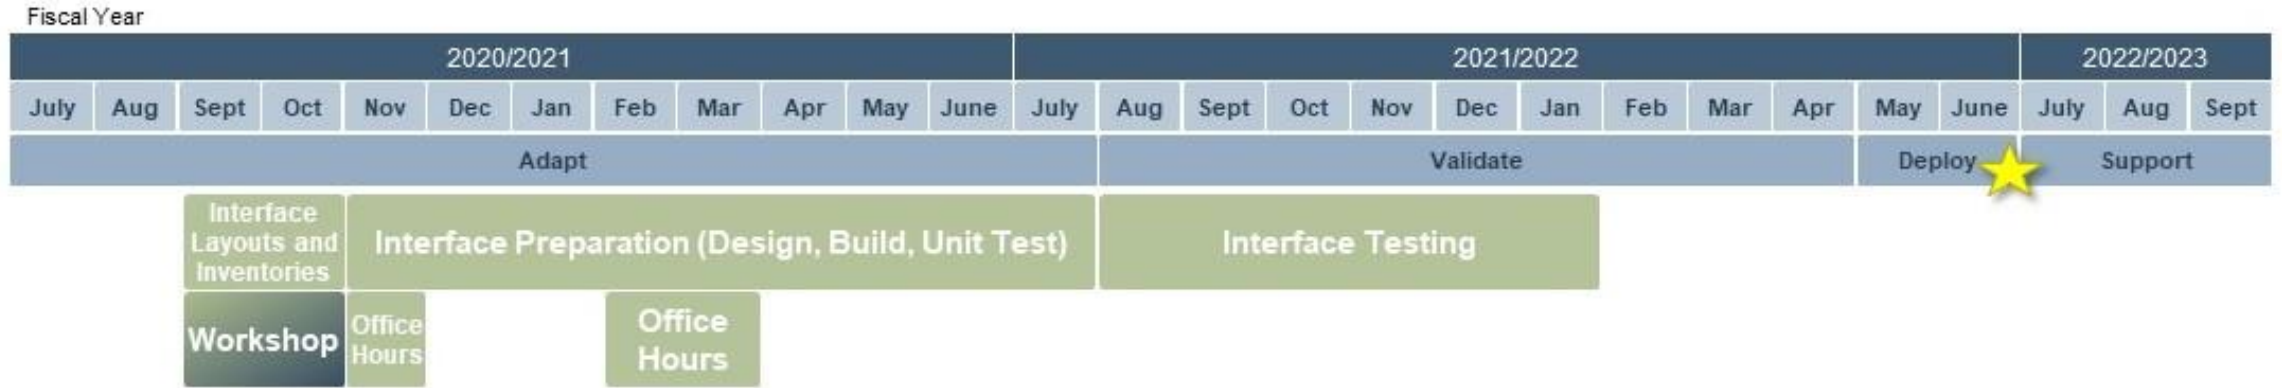 Fiscal Year
2020/2021 2021/2022 2022/2023
July Aug Sept Oct Nov Dec Jan Feb Mar Apr May June July Aug Sept Oct Nov Dec Jan Feb Mar Apr May June July Aug Sept
Adapt Validate Deploy Support
Interface
Layouts and
Inventories
Interface Preparation (Design, Build, Unit Test)
Interface Testing
Workshop
Office
Hours
Office
Hours